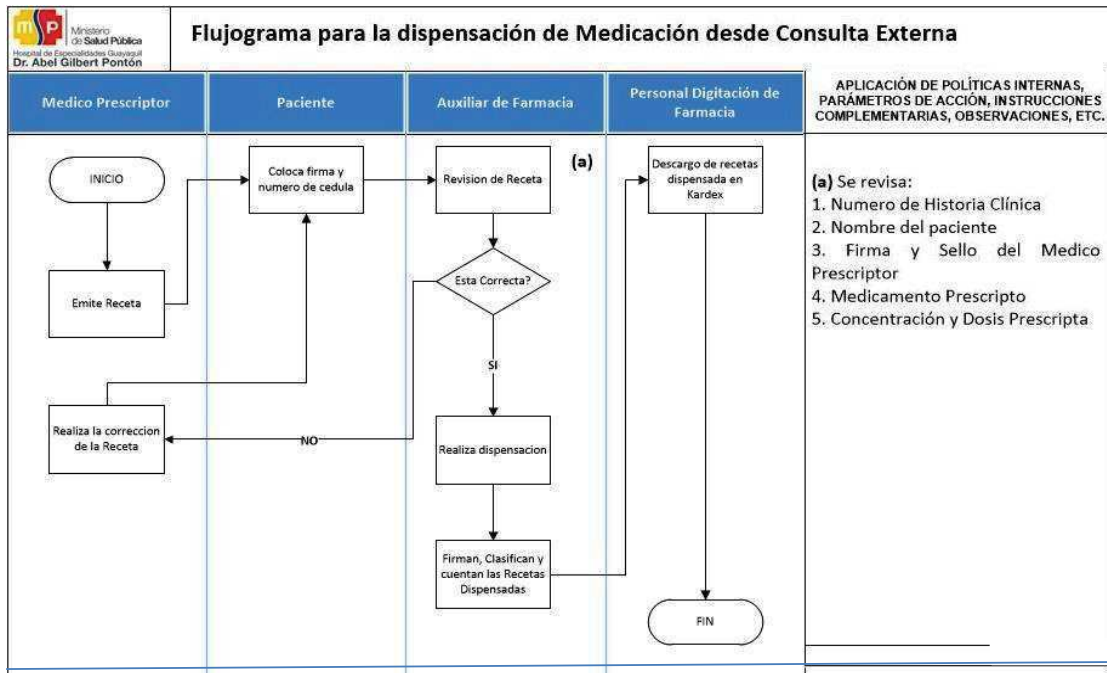 Ministerio
de Salud Pública
Hospital de Especialidades Guayaquil
Dr. Abel Gilbert Pontón
Flujograma para la dispensación de Medicación desde Consulta Externa
Medico Prescriptor
Paciente
Auxiliar de Farmacia
Personal Digitación de
Farmacia
APLICACIÓN DE POLÍTICAS INTERNAS,
PARÁMETROS DE ACCIÓN, INSTRUCCIONES
COMPLEMENTARIAS, OBSERVACIONES, ETC.
INICIO
Coloca firma y
numero de cedula
Revision de Receta
(a)
Descargo de recetas
dispensada en
Kardex
Emite Receta
Esta Correcta?
SI
NO
Realiza la correccion
de la Receta
Realiza dispensacion
Firman, Clasifican y
cuentan las Recetas
Dispensadas
FIN
(a) Se revisa:
1. Numero de Historia Clínica
2. Nombre del paciente
3. Firma y Sello del Medico
Prescriptor
4. Medicamento Prescripto
5. Concentración y Dosis Prescripta